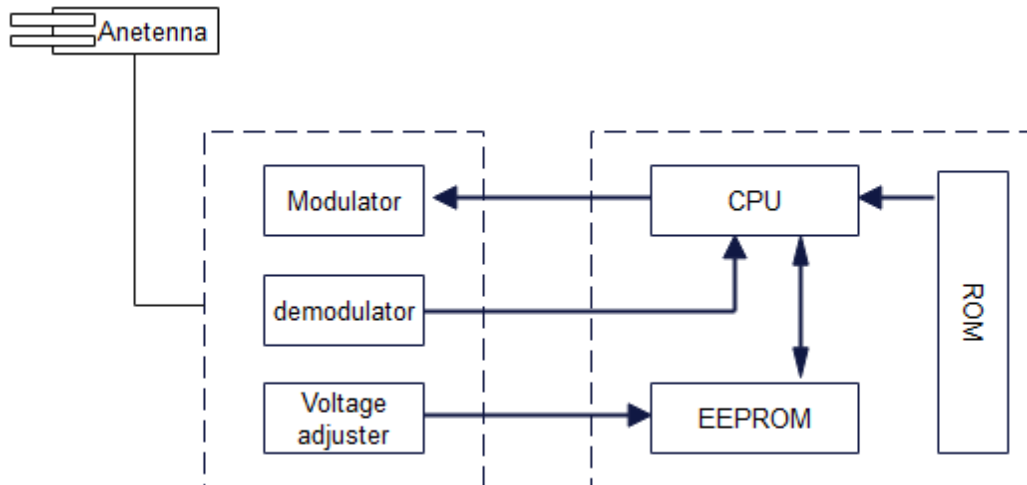 Anetenna
Modulator
CPU
demodulator
ROM
Voltage
adjuster
EEPROM